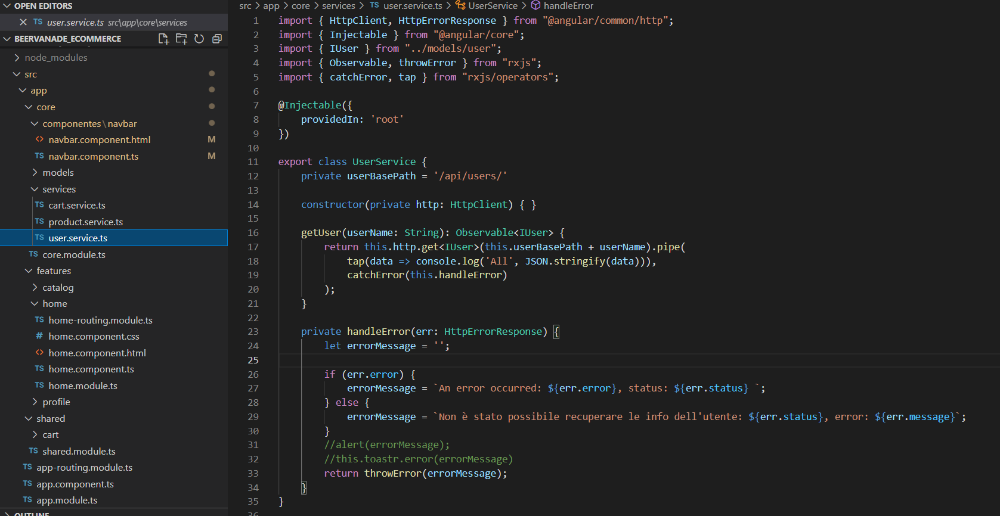 OPEN EDITORS
TS user.service.ts src\app\core\services
BEERVANADE_ECOMMERCE
node_modules
src
app
core
componentes\navbar
<> navbar.component.html M
TS navbar.component.ts M
models
services
TS cart.service.ts
TS product.service.ts
TS user.service.ts
TS core.module.ts
features
catalog
home
TS home-routing.module.ts
# home.component.css
<> home.component.html
TS home.component.ts
TS home.module.ts
profile
shared
cart
TS shared.module.ts
TS app-routing.module.ts
TS app.component.ts
TS app.module.ts
OUTLINE
src > app > core > services > TS user.service.ts > UserService > handleError
1 import { HttpClient, HttpErrorResponse } from "@angular/common/http";
2 import { Injectable } from "@angular/core";
3 import { IUser } from "../models/user";
4 import { Observable, throwError } from "rxjs";
5 import { catchError, tap } from "rxjs/operators";
6
7 @Injectable({
8     providedIn: 'root'
9 })
10
11 export class UserService {
12     private userBasePath = '/api/users/'
13
14     constructor(private http: HttpClient) { }
15
16     getUser(userName: String): Observable<IUser> {
17         return this.http.get<IUser>(this.userBasePath + userName).pipe(
18             tap(data => console.log('All', JSON.stringify(data))),
19             catchError(this.handleError)
20         );
21     }
22
23     private handleError(err: HttpErrorResponse) {
24         let errorMessage = '';
25
26         if (err.error) {
27             errorMessage = `An error occurred: ${err.error}, status: ${err.status} `;
28         } else {
29             errorMessage = `Non è stato possibile recuperare le info dell'utente: ${err.status}, error: ${err.message}`;
30         }
31         //alert(errorMessage);
32         //this.toastr.error(errorMessage)
33         return throwError(errorMessage);
34     }
35 }
36